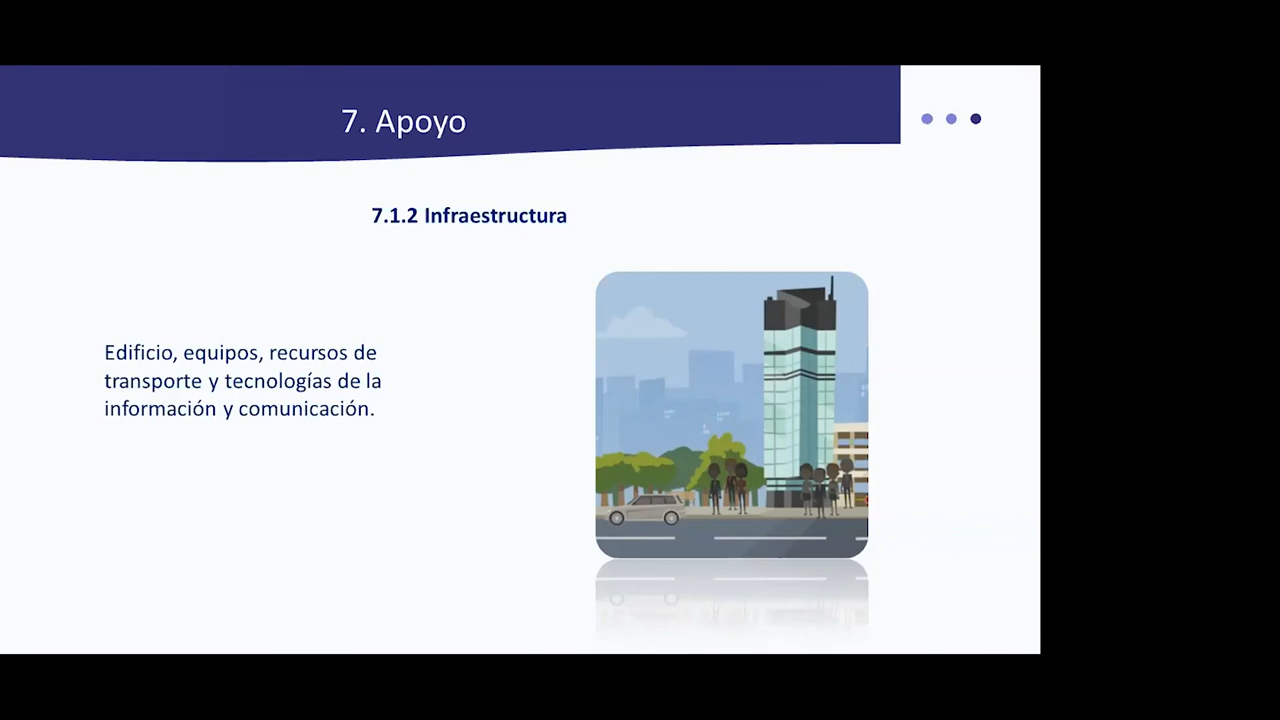 7. Apoyo
7.1.2 Infraestructura
Edificio, equipos, recursos de
transporte y tecnologías de la
información y comunicación.